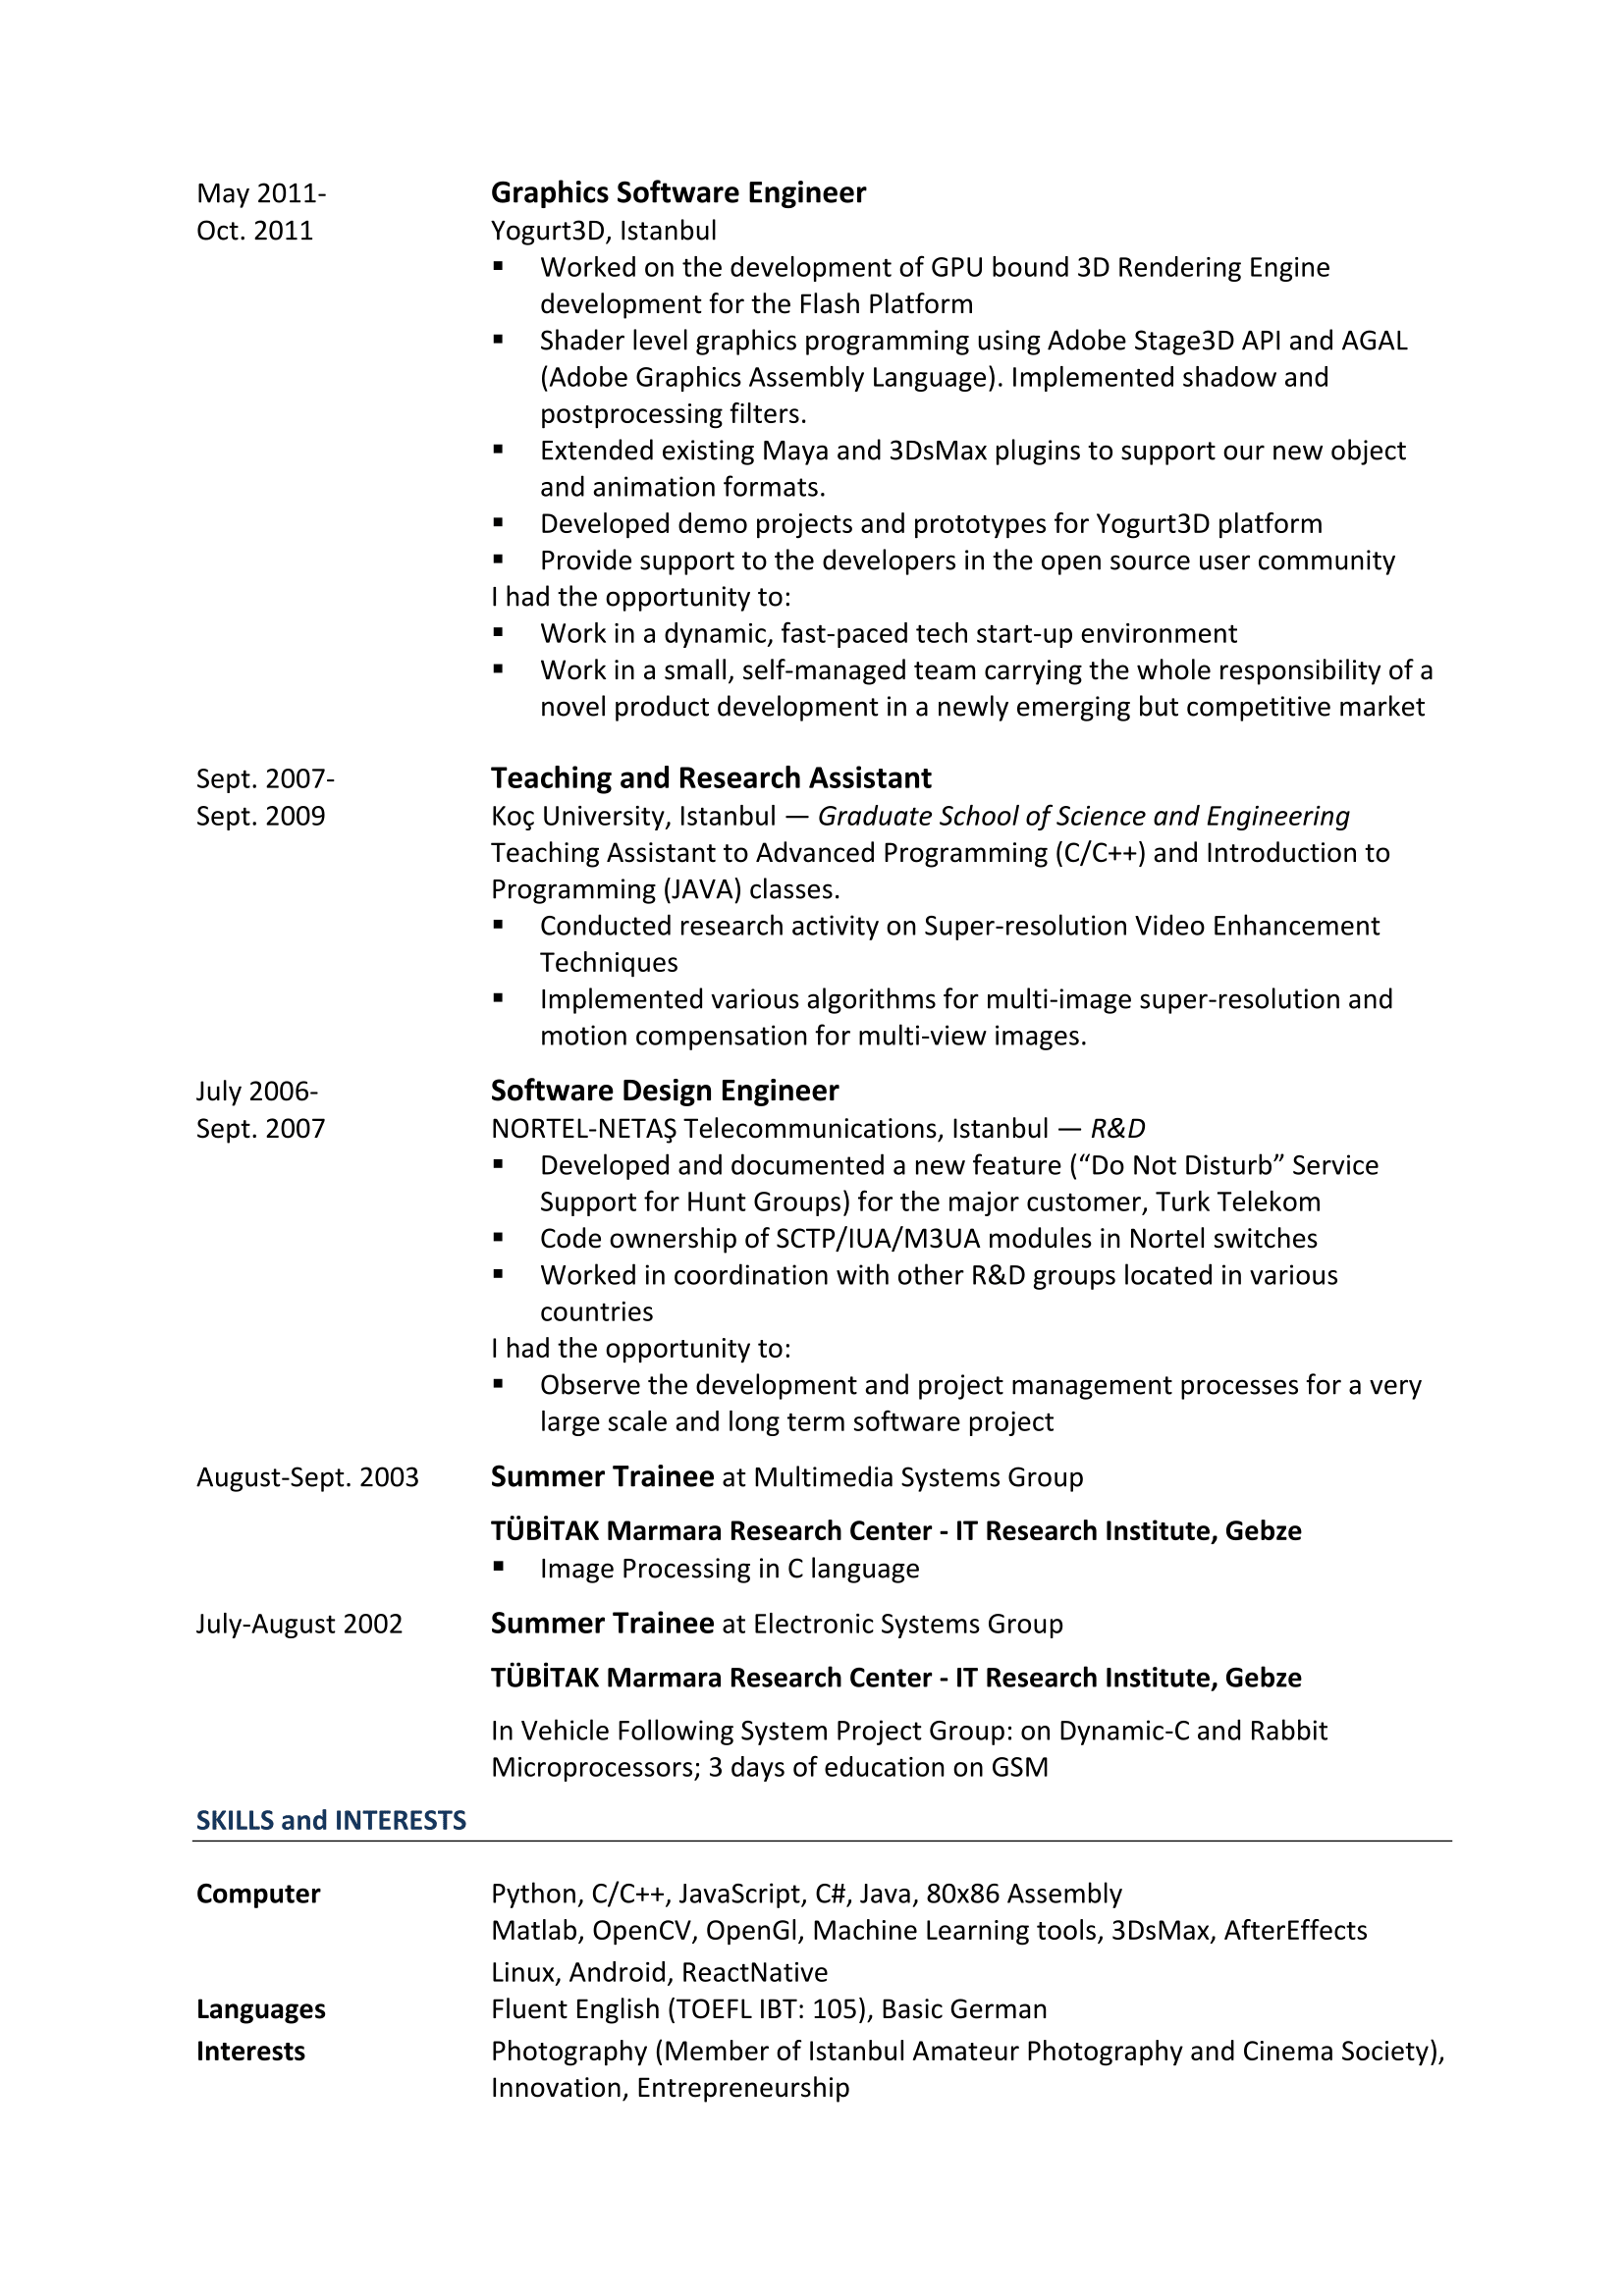 May 2011-
Oct. 2011
Graphics Software Engineer
Yogurt3D, Istanbul
▪ Worked on the development of GPU bound 3D Rendering Engine
development for the Flash Platform
▪ Shader level graphics programming using Adobe Stage3D API and AGAL
(Adobe Graphics Assembly Language). Implemented shadow and
postprocessing filters.
▪ Extended existing Maya and 3DsMax plugins to support our new object
and animation formats.
▪ Developed demo projects and prototypes for Yogurt3D platform
▪ Provide support to the developers in the open source user community
I had the opportunity to:
▪ Work in a dynamic, fast-paced tech start-up environment
▪ Work in a small, self-managed team carrying the whole responsibility of a
novel product development in a newly emerging but competitive market
Sept. 2007-
Sept. 2009
Teaching and Research Assistant
Koç University, Istanbul — Graduate School of Science and Engineering
Teaching Assistant to Advanced Programming (C/C++) and Introduction to
Programming (JAVA) classes.
▪ Conducted research activity on Super-resolution Video Enhancement
Techniques
▪ Implemented various algorithms for multi-image super-resolution and
motion compensation for multi-view images.
July 2006-
Sept. 2007
Software Design Engineer
NORTEL-NETAŞ Telecommunications, Istanbul — R&D
▪ Developed and documented a new feature (“Do Not Disturb” Service
Support for Hunt Groups) for the major customer, Turk Telekom
▪ Code ownership of SCTP/IUA/M3UA modules in Nortel switches
▪ Worked in coordination with other R&D groups located in various
countries
I had the opportunity to:
▪ Observe the development and project management processes for a very
large scale and long term software project
August-Sept. 2003 Summer Trainee at Multimedia Systems Group
TÜBİTAK Marmara Research Center - IT Research Institute, Gebze
▪ Image Processing in C language
July-August 2002 Summer Trainee at Electronic Systems Group
TÜBİTAK Marmara Research Center - IT Research Institute, Gebze
In Vehicle Following System Project Group: on Dynamic-C and Rabbit
Microprocessors; 3 days of education on GSM
SKILLS and INTERESTS
Computer Python, C/C++, JavaScript, C#, Java, 80x86 Assembly
Matlab, OpenCV, OpenGl, Machine Learning tools, 3DsMax, AfterEffects
Linux, Android, ReactNative
Languages Fluent English (TOEFL IBT: 105), Basic German
Interests Photography (Member of Istanbul Amateur Photography and Cinema Society),
Innovation, Entrepreneurship